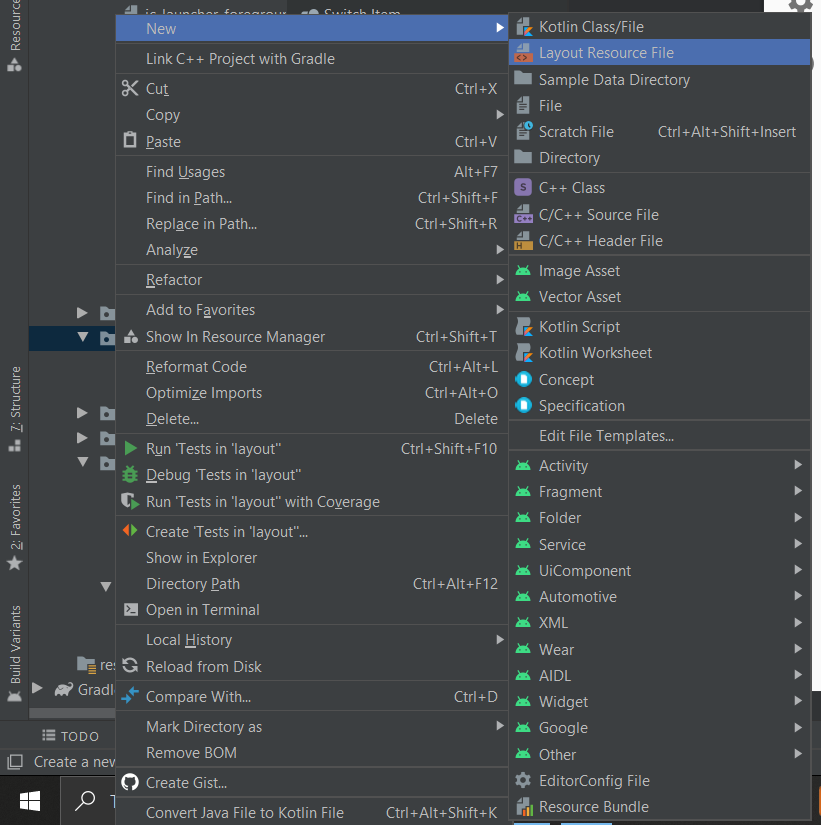 ic_launcher_foregrour
Switch Item
Resource
7: Structure
2: Favorites
Build Variants
res
Gradl
TODO
Create a new
New
Link C++ Project with Gradle
Cut Ctrl+X
Copy
Paste Ctrl+V
Find Usages Alt+F7
Find in Path... Ctrl+Shift+F
Replace in Path... Ctrl+Shift+R
Analyze
Refactor
Add to Favorites
Show In Resource Manager Ctrl+Shift+T
Reformat Code Ctrl+Alt+L
Optimize Imports Ctrl+Alt+O
Delete... Delete
Run 'Tests in 'layout'' Ctrl+Shift+F10
Debug 'Tests in 'layout''
Run 'Tests in 'layout'' with Coverage
Create 'Tests in 'layout''...
Show in Explorer
Directory Path Ctrl+Alt+F12
Open in Terminal
Local History
Reload from Disk
Compare With... Ctrl+D
Mark Directory as
Remove BOM
Create Gist...
Convert Java File to Kotlin File Ctrl+Alt+Shift+K
Kotlin Class/File
Layout Resource File
Sample Data Directory
File
Scratch File Ctrl+Alt+Shift+Insert
Directory
S C++ Class
C++ C/C++ Source File
H C/C++ Header File
Image Asset
Vector Asset
Kotlin Script
Kotlin Worksheet
Concept
Specification
Edit File Templates...
Activity
Fragment
Folder
Service
UiComponent
Automotive
XML
Wear
AIDL
Widget
Google
Other
EditorConfig File
Resource Bundle